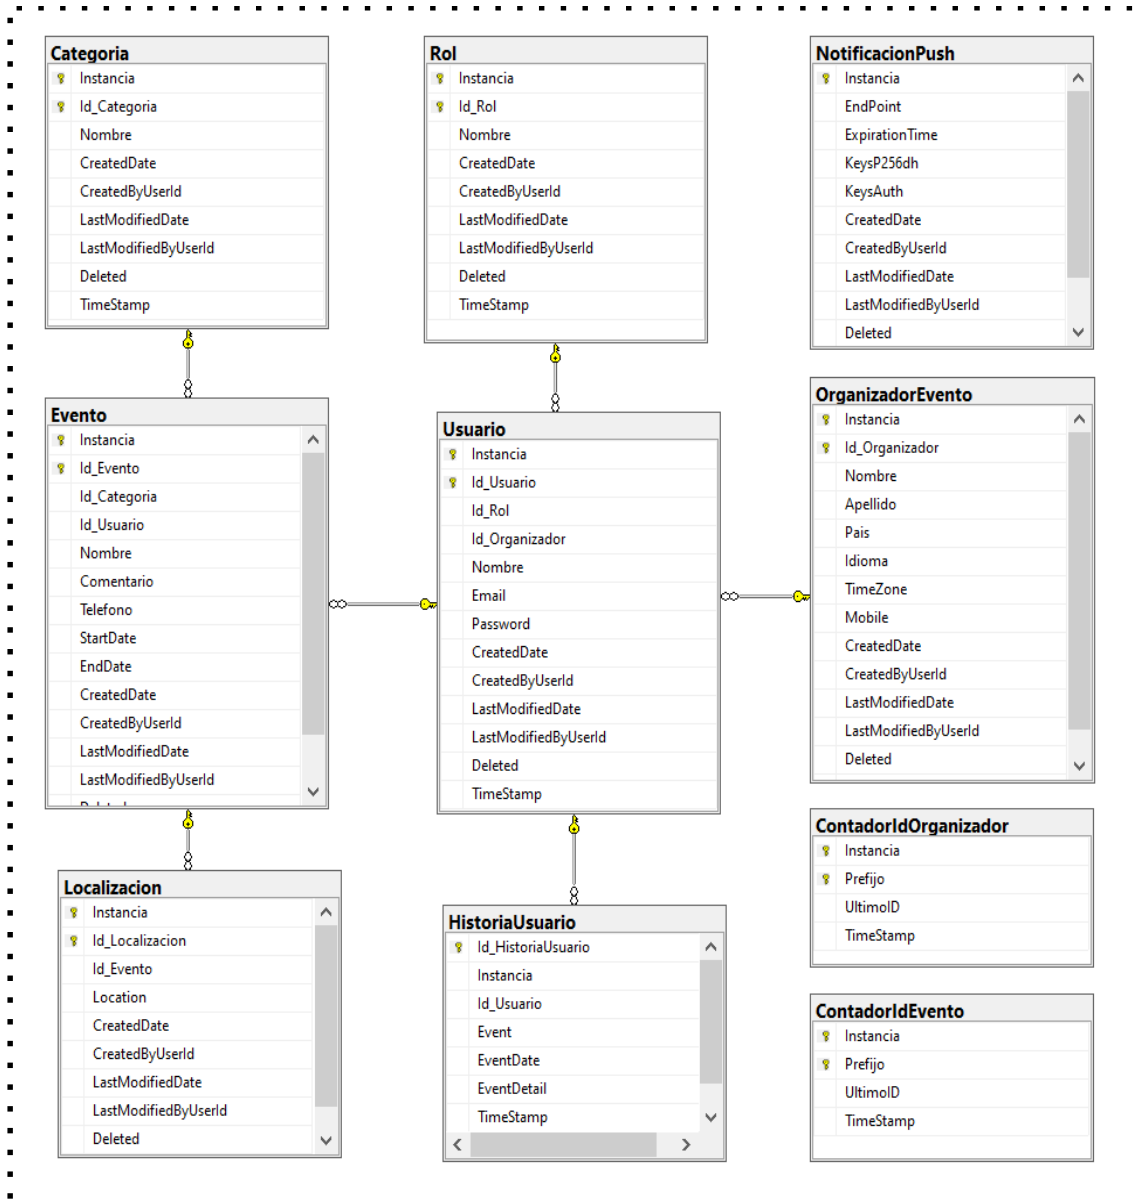 Categoria
Instancia
Id_Categoria
Nombre
CreatedDate
CreatedByUserId
LastModifiedDate
LastModifiedByUserId
Deleted
TimeStamp
Rol
Instancia
Id_Rol
Nombre
CreatedDate
CreatedByUserId
LastModifiedDate
LastModifiedByUserId
Deleted
TimeStamp
NotificacionPush
Instancia
EndPoint
ExpirationTime
KeysP256dh
KeysAuth
CreatedDate
CreatedByUserId
LastModifiedDate
LastModifiedByUserId
Deleted
Evento
Instancia
Id_Evento
Id_Categoria
Id_Usuario
Nombre
Comentario
Telefono
StartDate
EndDate
CreatedDate
CreatedByUserId
LastModifiedDate
LastModifiedByUserId
Usuario
Instancia
Id_Usuario
Id_Rol
Id_Organizador
Nombre
Email
Password
CreatedDate
CreatedByUserId
LastModifiedDate
LastModifiedByUserId
Deleted
TimeStamp
OrganizadorEvento
Instancia
Id_Organizador
Nombre
Apellido
Pais
Idioma
TimeZone
Mobile
CreatedDate
CreatedByUserId
LastModifiedDate
LastModifiedByUserId
Deleted
Localizacion
Instancia
Id_Localizacion
Id_Evento
Location
CreatedDate
CreatedByUserId
LastModifiedDate
LastModifiedByUserId
Deleted
HistoriaUsuario
Id_HistoriaUsuario
Instancia
Id_Usuario
Event
EventDate
EventDetail
TimeStamp
ContadorIdOrganizador
Instancia
Prefijo
UltimoID
TimeStamp
ContadorIdEvento
Instancia
Prefijo
UltimoID
TimeStamp